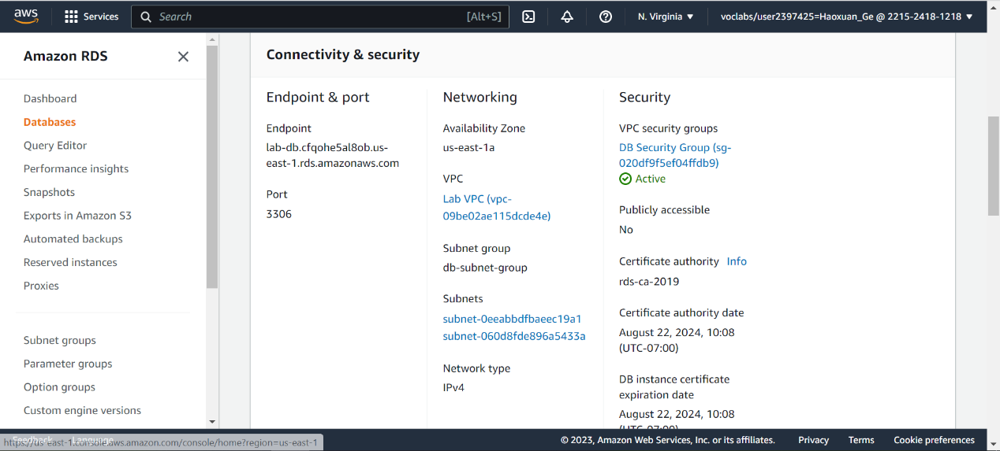 aws
Services
Search
[Alt+S]
N. Virginia
voclabs/user2397425=Haoxuan_Ge @ 2215-2418-1218
Amazon RDS
Dashboard
Databases
Query Editor
Performance insights
Snapshots
Exports in Amazon S3
Automated backups
Reserved instances
Proxies
Subnet groups
Parameter groups
Option groups
Custom engine versions
Connectivity & security
Endpoint & port
Endpoint
lab-db.cfqohe5al8ob.us-
east-1.rds.amazonaws.com
Port
3306
Networking
Availability Zone
us-east-1a
VPC
Lab VPC (vpc-
09be02ae115dcde4e)
Subnet group
db-subnet-group
Subnets
subnet-0eeabbdfbaeec19a1
subnet-060d8fde896a5433a
Network type
IPv4
Security
VPC security groups
DB Security Group (sg-
020df9f5ef04ffdb9)
Active
Publicly accessible
No
Certificate authority Info
rds-ca-2019
Certificate authority date
August 22, 2024, 10:08
(UTC-07:00)
DB instance certificate
expiration date
August 22, 2024, 10:08
(UTC-07:00)
Feedback
Language
https://us-east-1.console.aws.amazon.com/console/home?region=us-east-1
© 2023, Amazon Web Services, Inc. or its affiliates.
Privacy
Terms
Cookie preferences